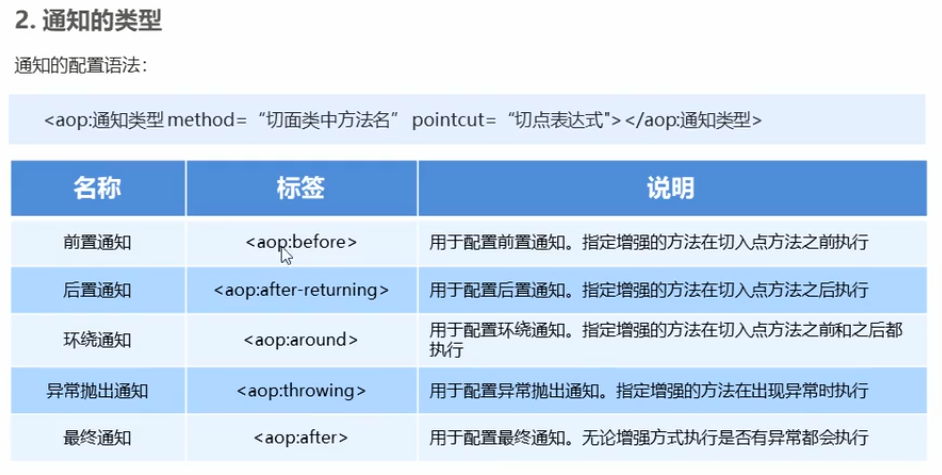 2. 通知的类型
通知的配置语法：
<aop:通知类型 method=“切面类中方法名” pointcut=“切点表达式"></aop:通知类型>
名称 标签 说明
前置通知 <aop:before> 用于配置前置通知。指定增强的方法在切入点方法之前执行
后置通知 <aop:after-returning> 用于配置后置通知。指定增强的方法在切入点方法之后执行
环绕通知 <aop:around> 用于配置环绕通知。指定增强的方法在切入点方法之前和之后都
执行
异常抛出通知 <aop:throwing> 用于配置异常抛出通知。指定增强的方法在出现异常时执行
最终通知 <aop:after> 用于配置最终通知。无论增强方式执行是否有异常都会执行